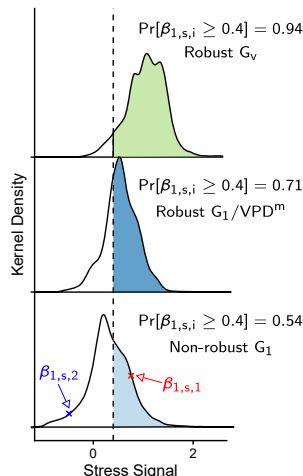 Pr[β₁,ₛ,ᵢ ≥ 0.4] = 0.94
Robust Gᵥ
Pr[β₁,ₛ,ᵢ ≥ 0.4] = 0.71
Robust G₁/VPDᵐ
Pr[β₁,ₛ,ᵢ ≥ 0.4] = 0.54
Non-robust G₁
β₁,ₛ,₂
β₁,ₛ,₁
Kernel Density
0 2
Stress Signal